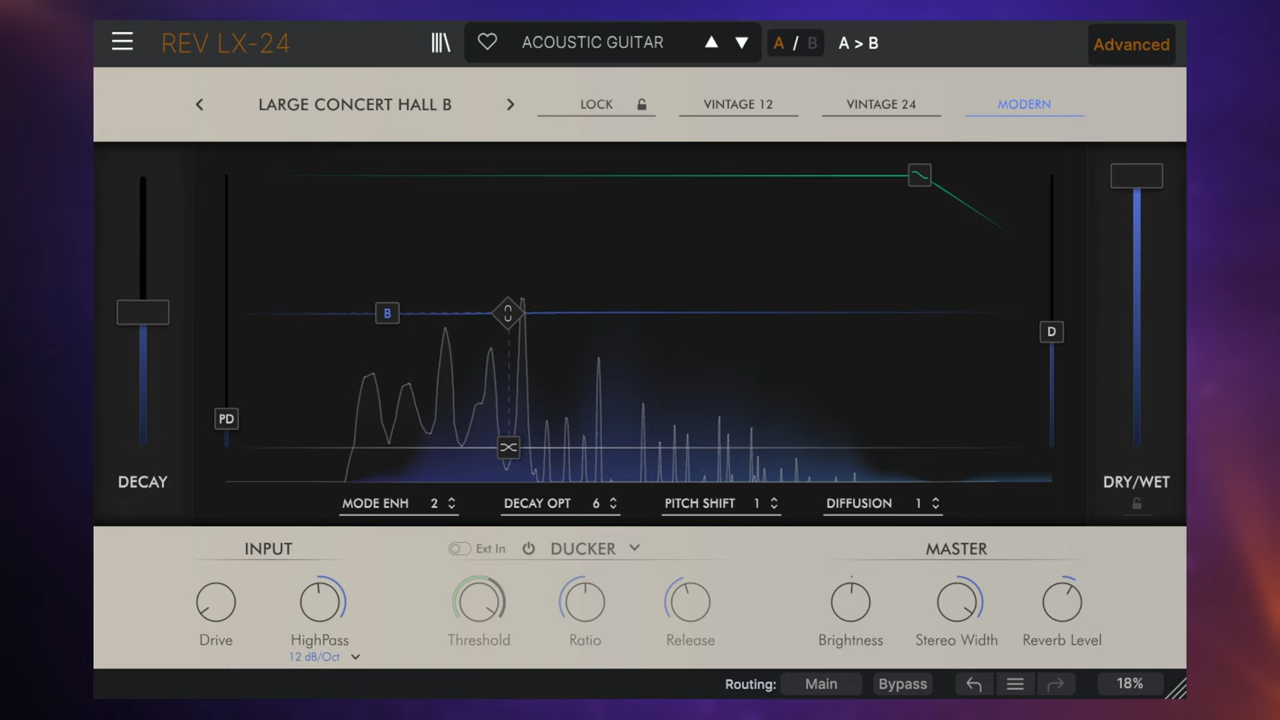 REV LX-24 ACOUSTIC GUITAR A / B A > B Advanced
LARGE CONCERT HALL B LOCK VINTAGE 12 VINTAGE 24 MODERN
B
D
PD
DECAY DRY/WET
MODE ENH 2 DECAY OPT 6 PITCH SHIFT 1 DIFFUSION 1
INPUT Ext In DUCKER MASTER
Drive HighPass Threshold Ratio Release Brightness Stereo Width Reverb Level
12 dB/Oct
Routing: Main Bypass 18%